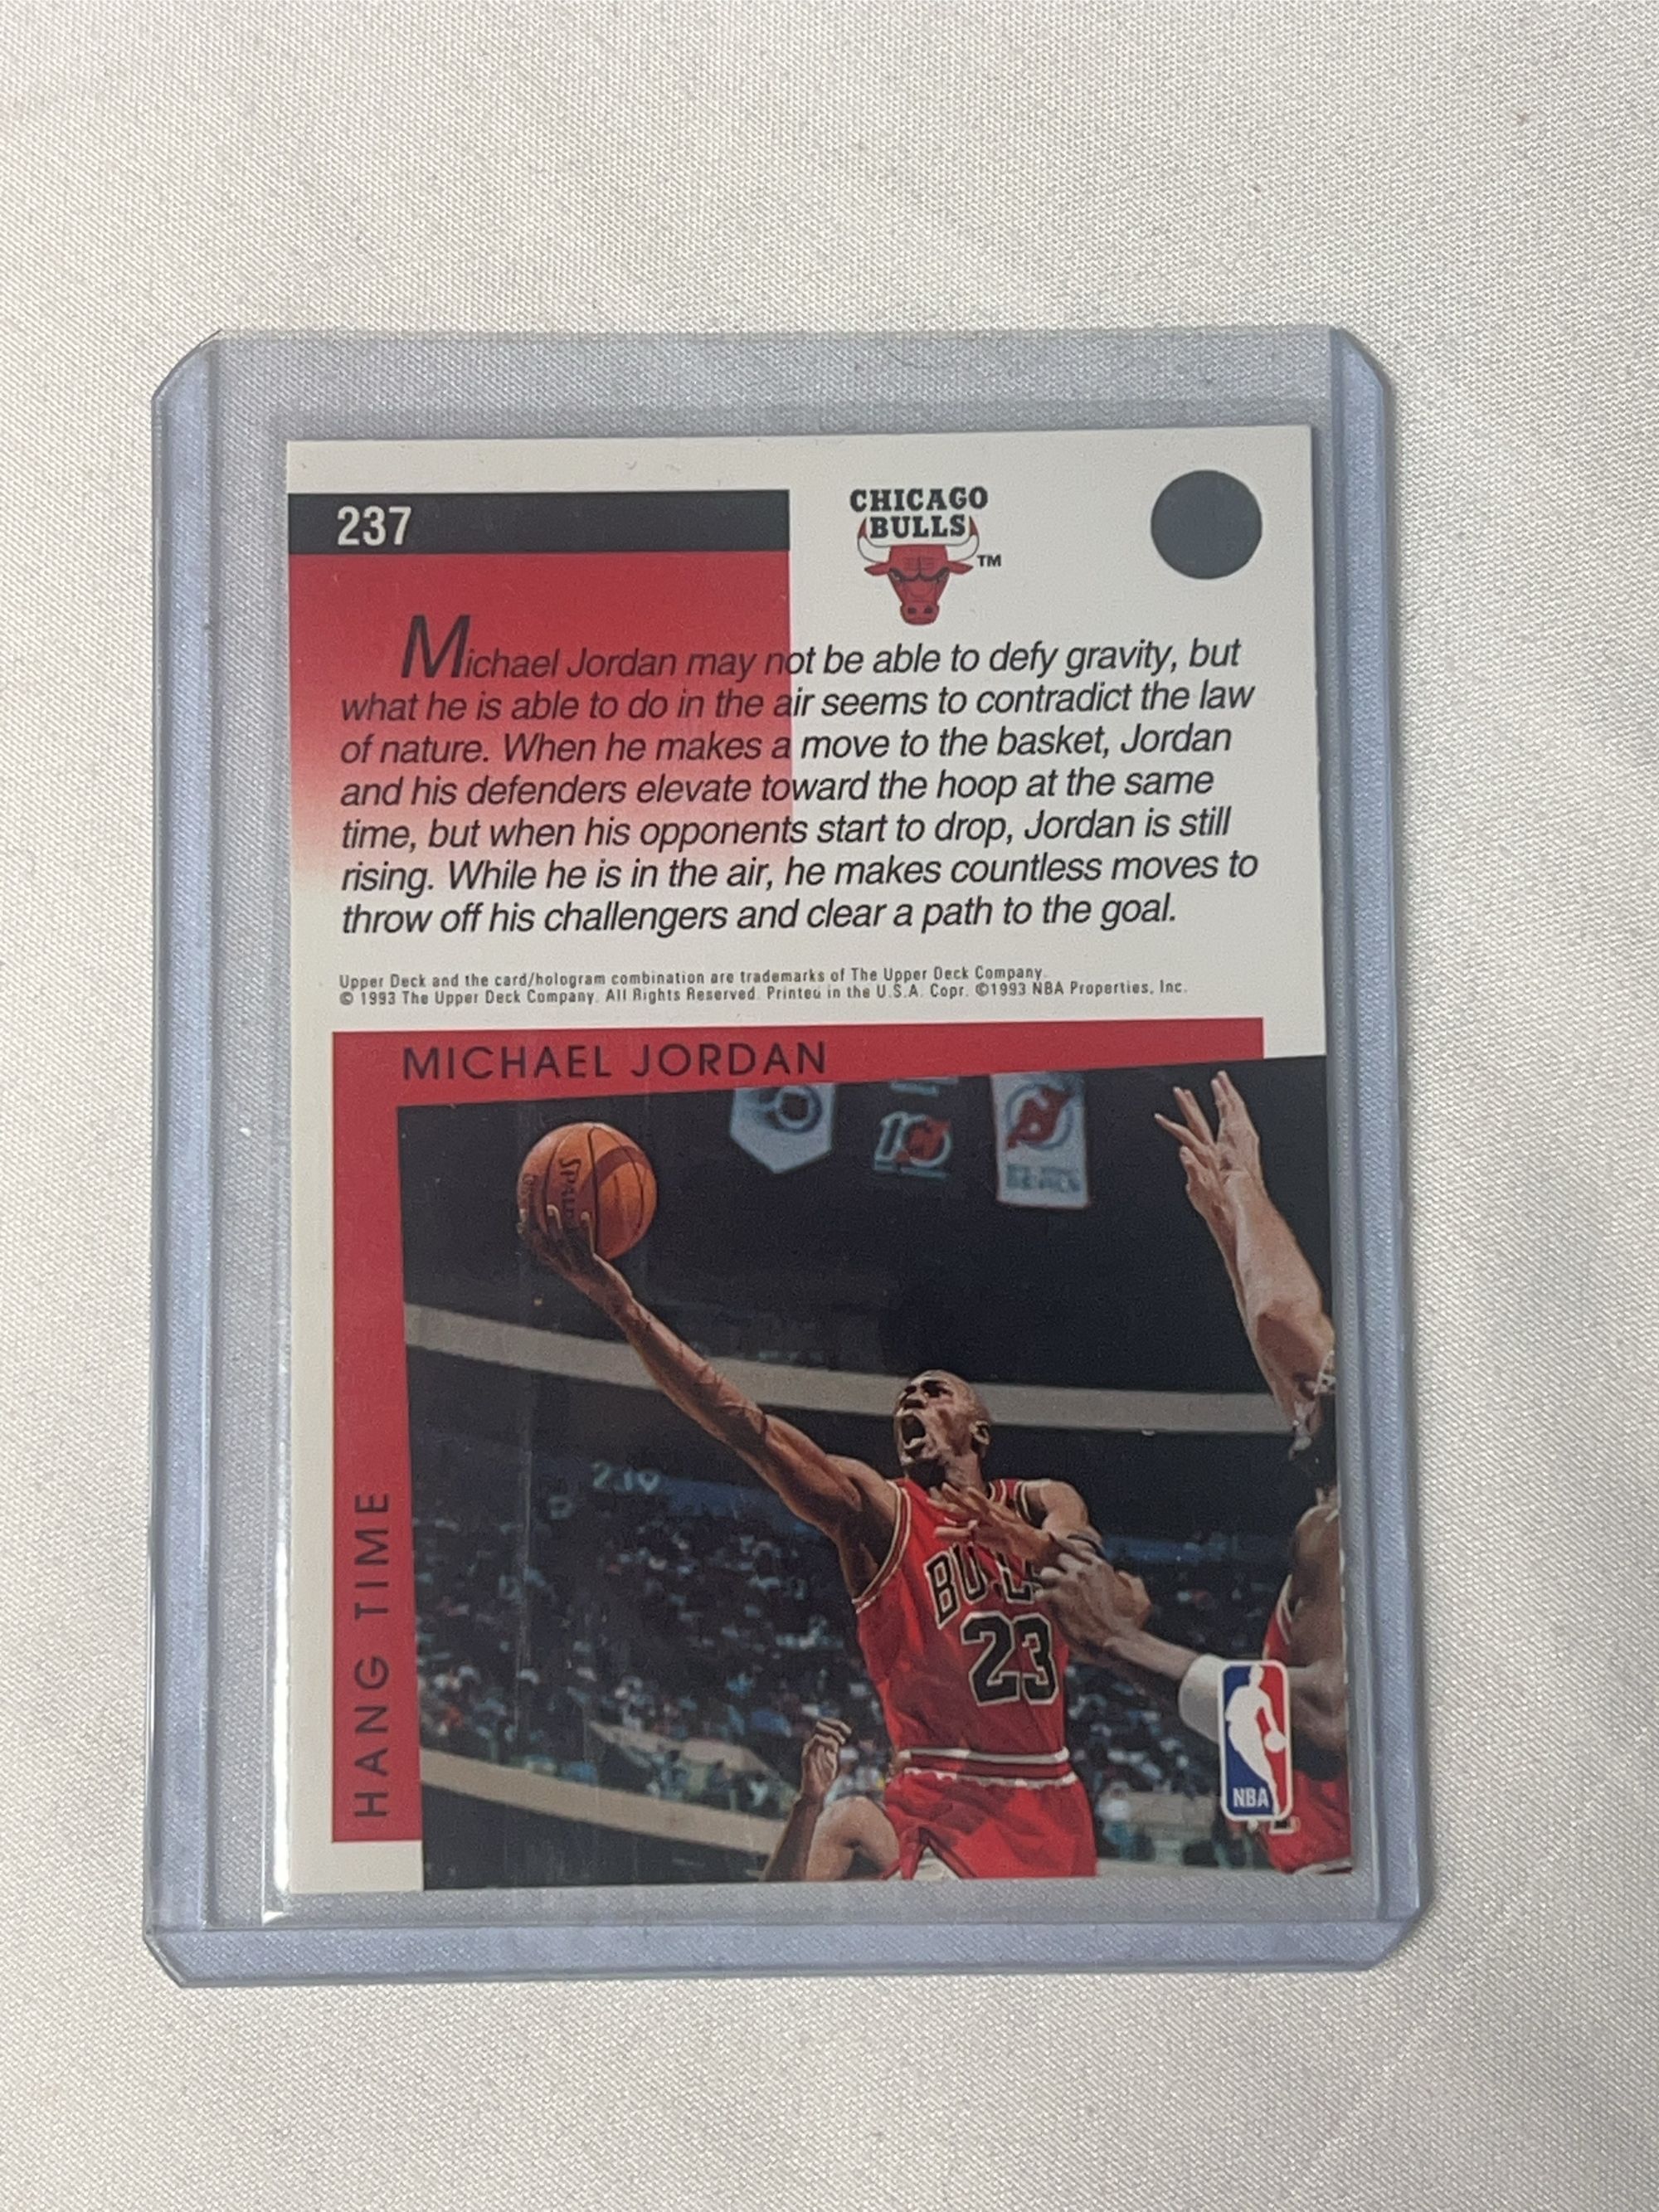 237
CHICAGO
BULLS
TM
Michael Jordan may not be able to defy gravity, but
what he is able to do in the air seems to contradict the law
of nature. When he makes a move to the basket, Jordan
and his defenders elevate toward the hoop at the same
time, but when his opponents start to drop, Jordan is still
rising. While he is in the air, he makes countless moves to
throw off his challengers and clear a path to the goal.
Upper Deck and the card/hologram combination are trademarks of The Upper Deck Company.
© 1993 The Upper Deck Company. All Rights Reserved. Printed in the U.S.A. Copr. ©1993 NBA Properties, Inc.
MICHAEL JORDAN
HANG TIME
10
SPALD
BULLS
23
NBA